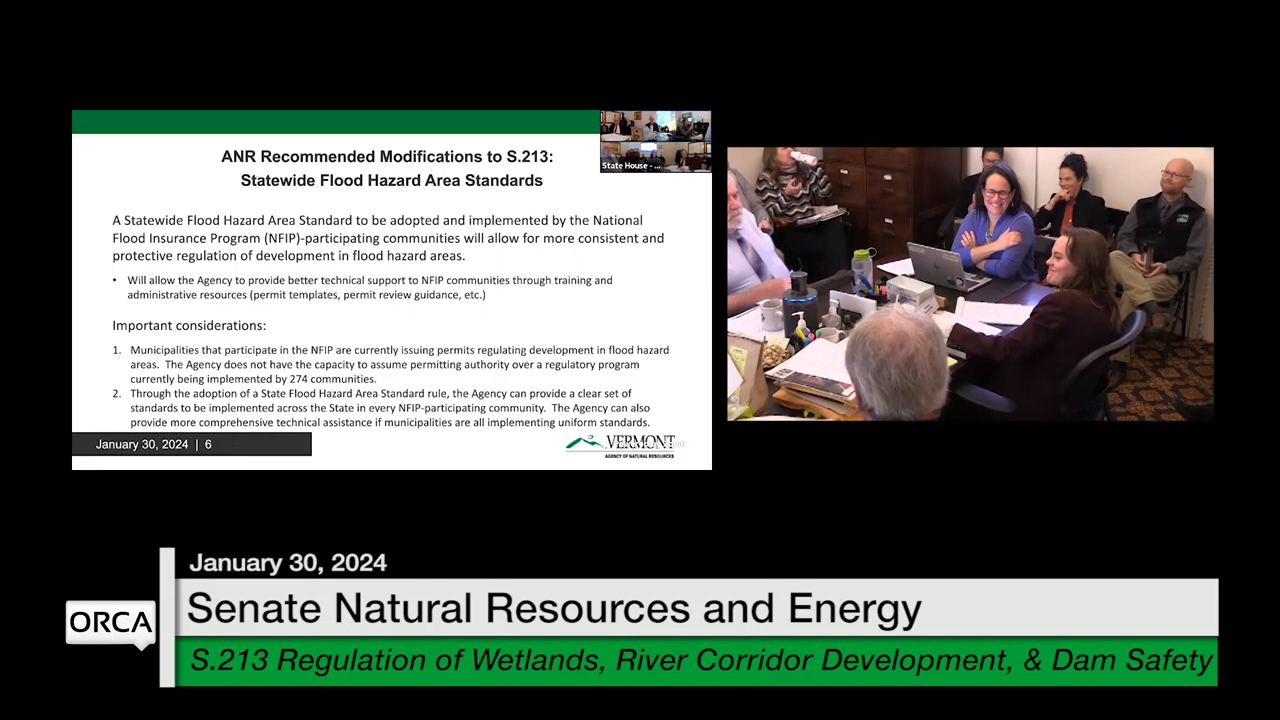 ANR Recommended Modifications to S.213:
Statewide Flood Hazard Area Standards
State House - ...
A Statewide Flood Hazard Area Standard to be adopted and implemented by the National
Flood Insurance Program (NFIP)-participating communities will allow for more consistent and
protective regulation of development in flood hazard areas.
• Will allow the Agency to provide better technical support to NFIP communities through training and
administrative resources (permit templates, permit review guidance, etc.)
Important considerations:
1. Municipalities that participate in the NFIP are currently issuing permits regulating development in flood hazard
areas. The Agency does not have the capacity to assume permitting authority over a regulatory program
currently being implemented by 274 communities.
2. Through the adoption of a State Flood Hazard Area Standard rule, the Agency can provide a clear set of
standards to be implemented across the State in every NFIP-participating community. The Agency can also
provide more comprehensive technical assistance if municipalities are all implementing uniform standards.
January 30, 2024 | 6
VERMONT
AGENCY OF NATURAL RESOURCES
January 30, 2024
ORCA
Senate Natural Resources and Energy
S.213 Regulation of Wetlands, River Corridor Development, & Dam Safety